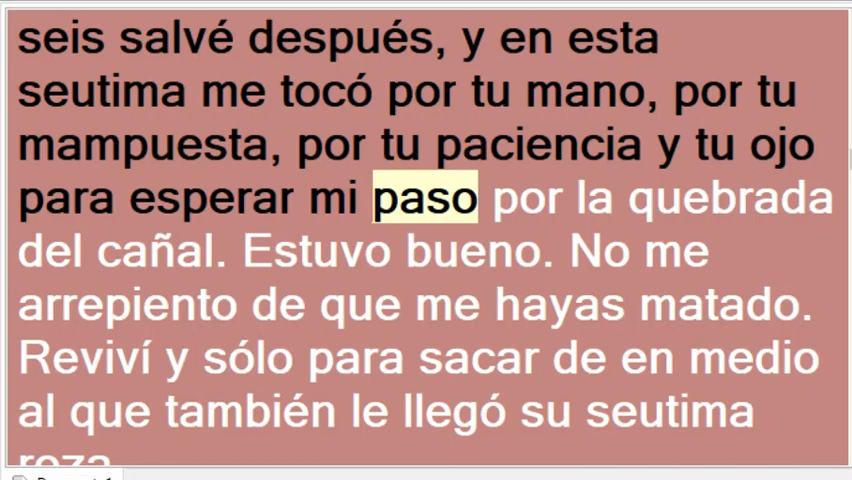 seis salvé después, y en esta
seutima me tocó por tu mano, por tu
mampuesta, por tu paciencia y tu ojo
para esperar mi paso por la quebrada
del cañal. Estuvo bueno. No me
arrepiento de que me hayas matado.
Reviví y sólo para sacar de en medio
al que también le llegó su seutima
roza